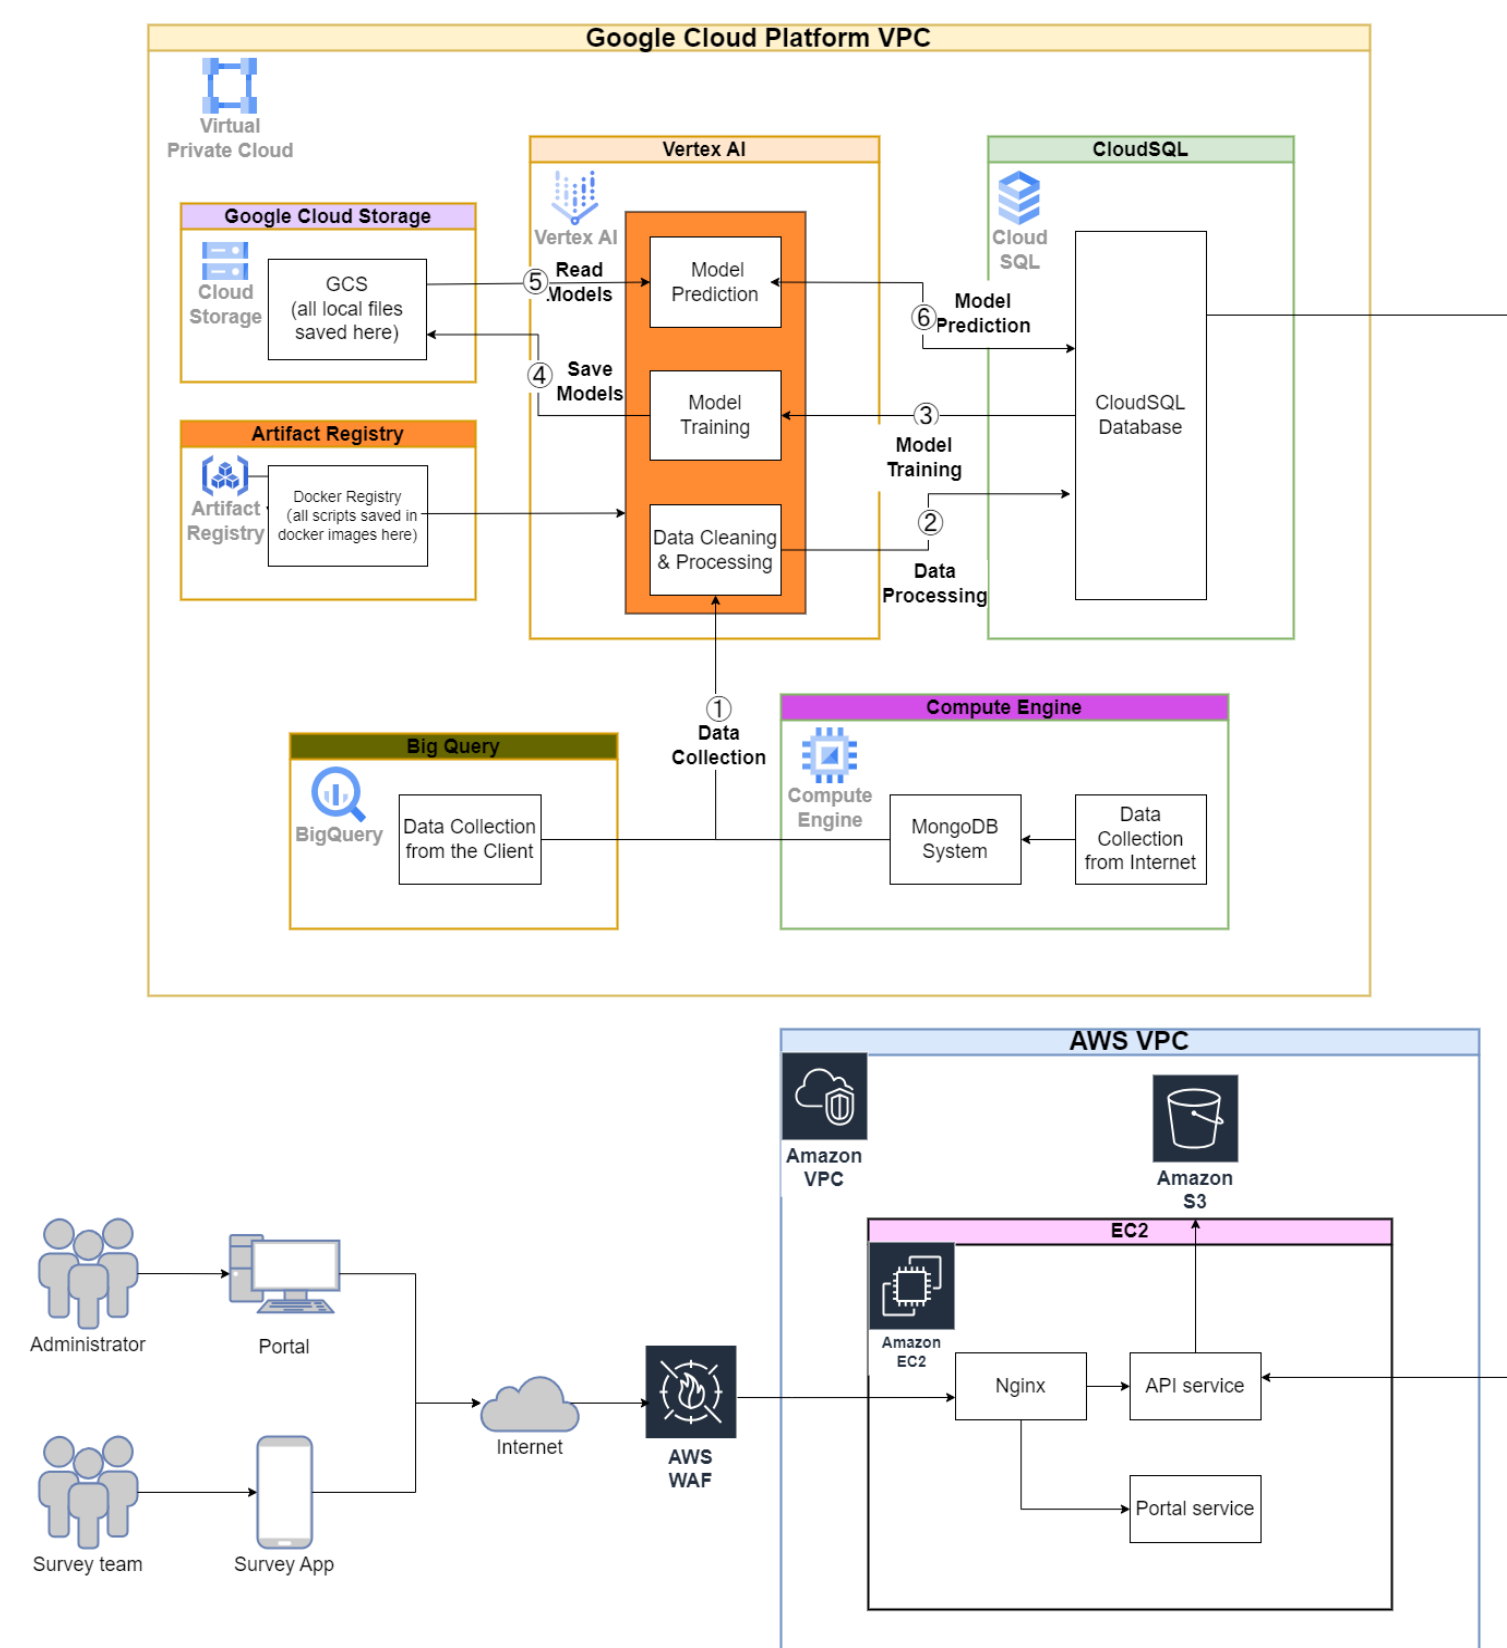 Google Cloud Platform VPC
Virtual
Private Cloud
Vertex AI
CloudSQL
Google Cloud Storage
Vertex AI
Cloud
SQL
Cloud
Storage
GCS
(all local files
saved here)
⑤
Read
Models
Model
Prediction
⑥
Model
Prediction
④
Save
Models
Model
Training
③
Model
Training
CloudSQL
Database
Artifact Registry
Artifact
Registry
Docker Registry
(all scripts saved in
docker images here)
Data Cleaning
& Processing
②
Data
Processing
①
Data
Collection
Big Query
BigQuery
Data Collection
from the Client
Compute Engine
Compute
Engine
MongoDB
System
Data
Collection
from Internet
AWS VPC
Amazon
VPC
Amazon
S3
EC2
Amazon
EC2
Administrator
Portal
Internet
AWS
WAF
Nginx
API service
Portal service
Survey team
Survey App